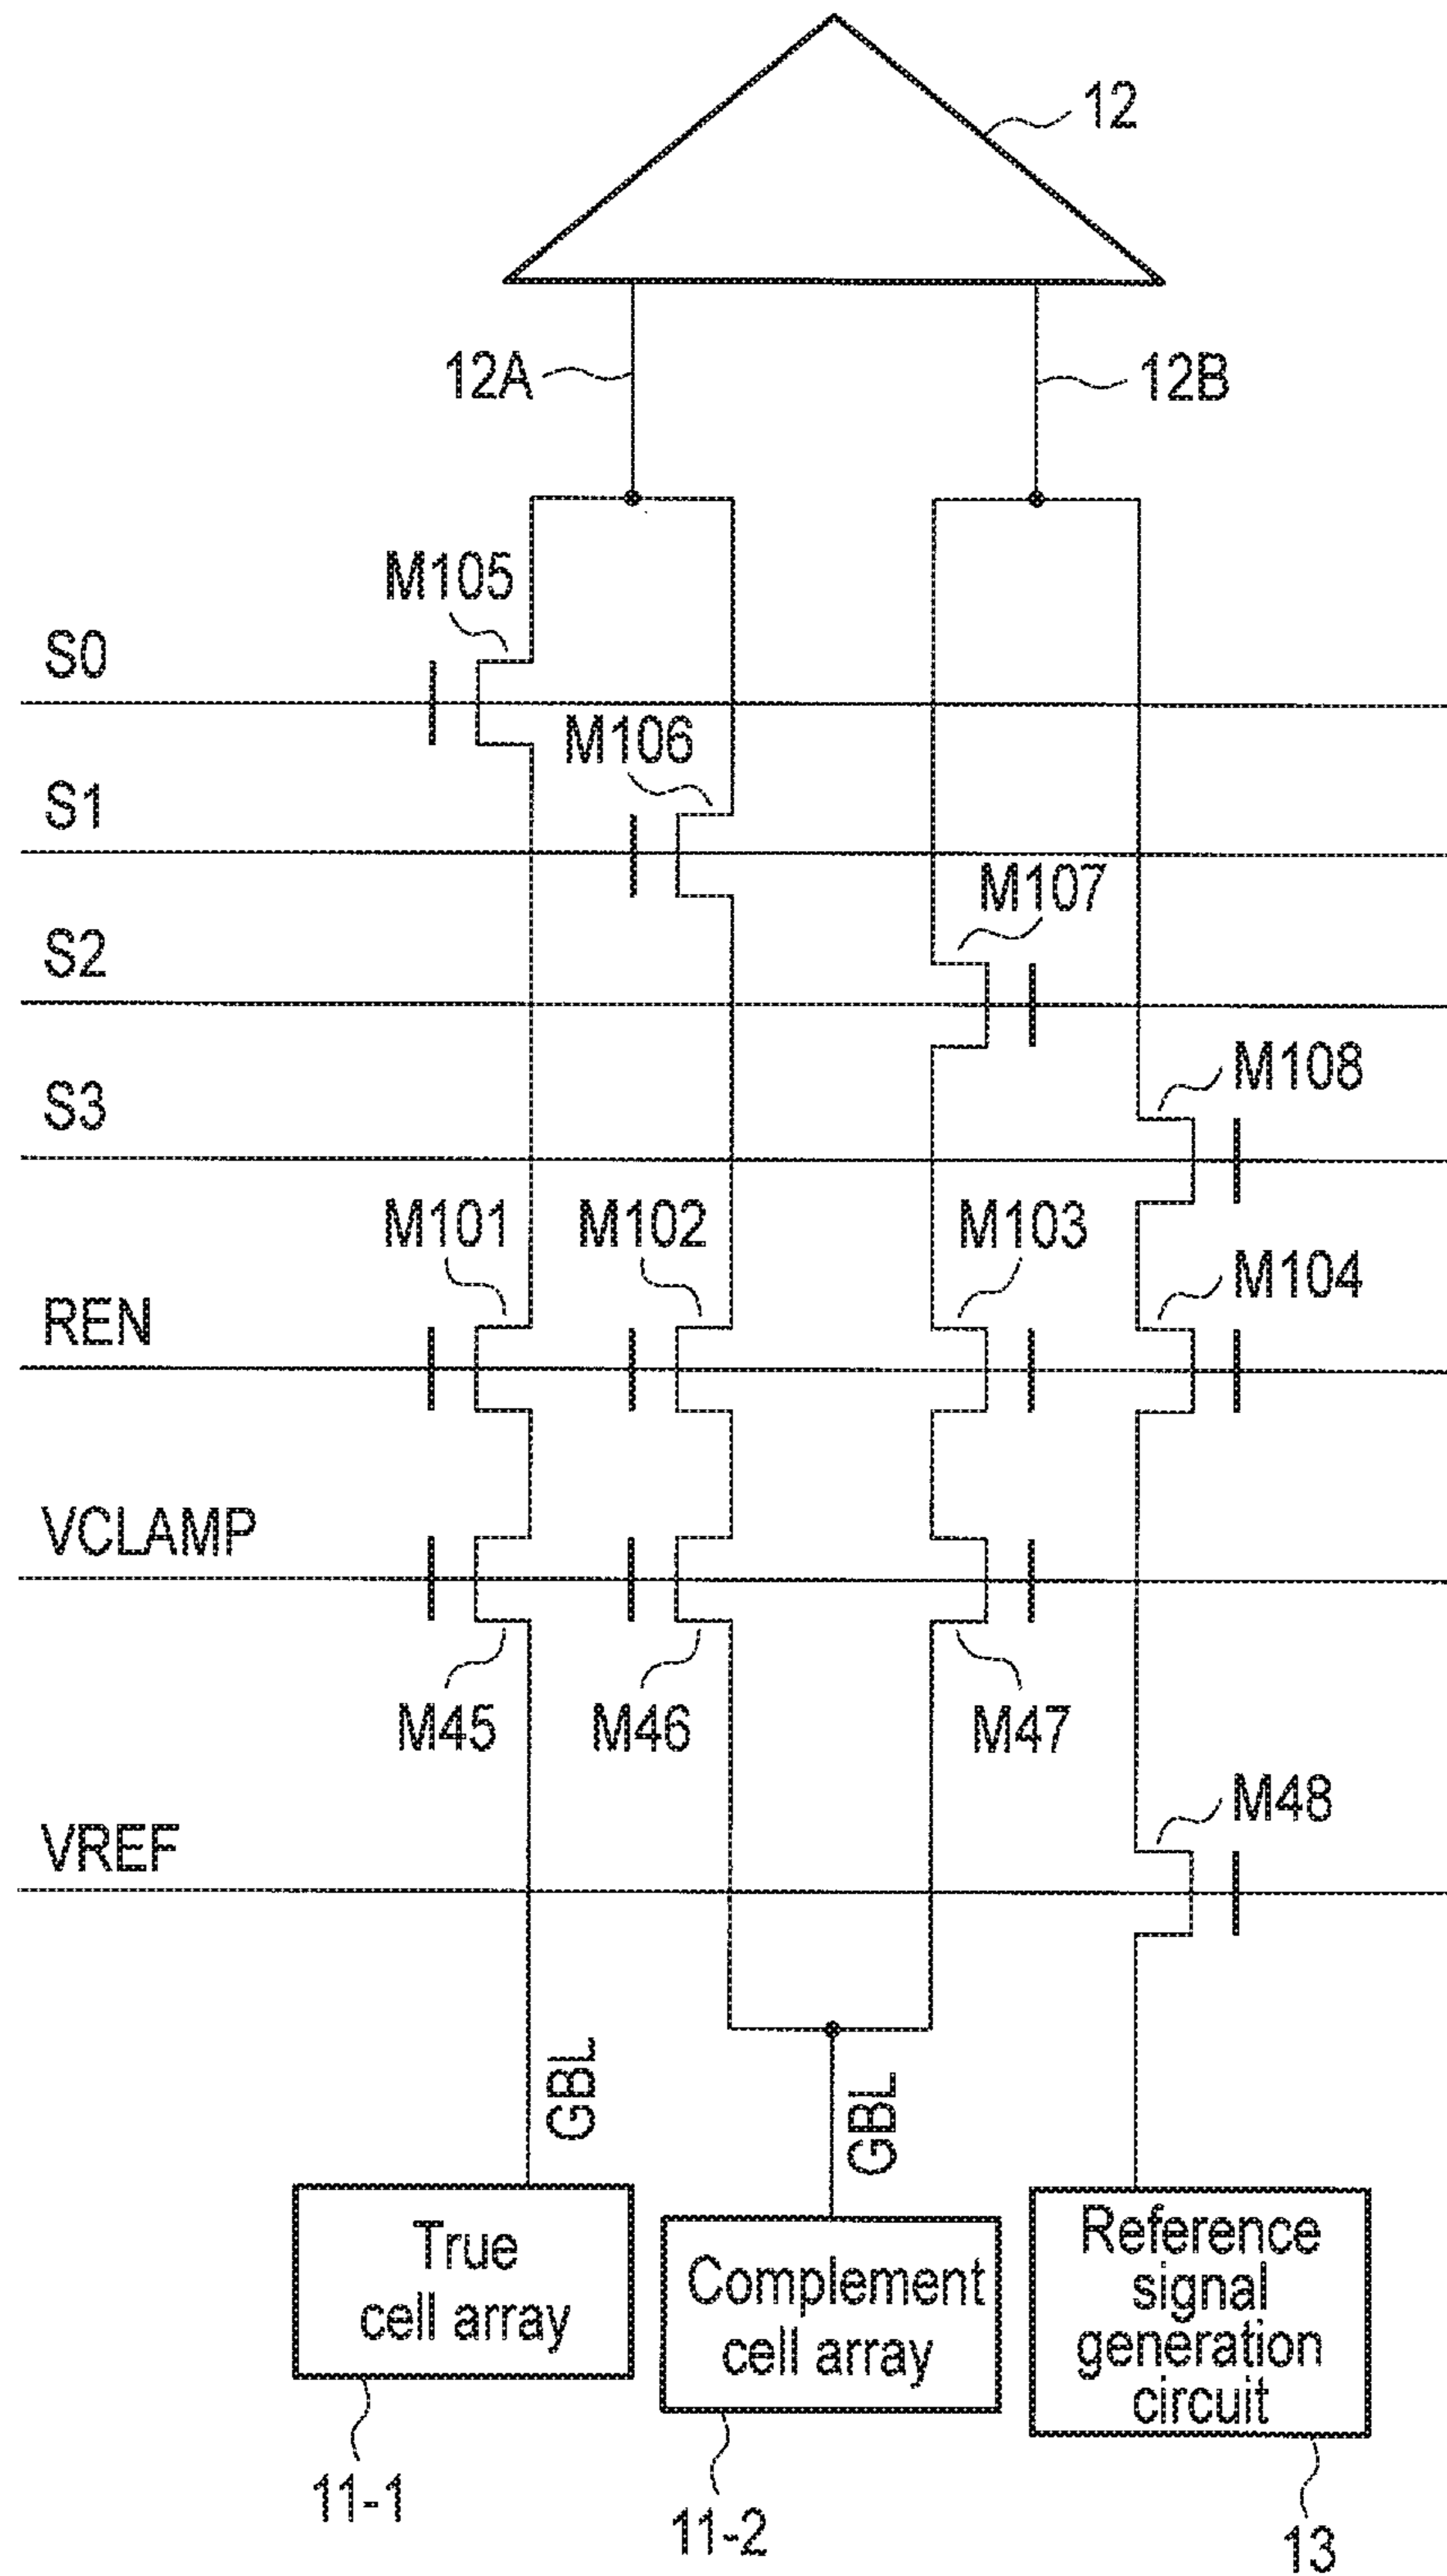 12
12A
12B
M105
S0
M106
S1
M107
S2
M108
S3
M101
M102
M103
M104
REN
VCLAMP
M45
M46
M47
M48
VREF
GBL
GBL
True
cell array
Complement
cell array
Reference
signal
generation
circuit
11-1
11-2
13